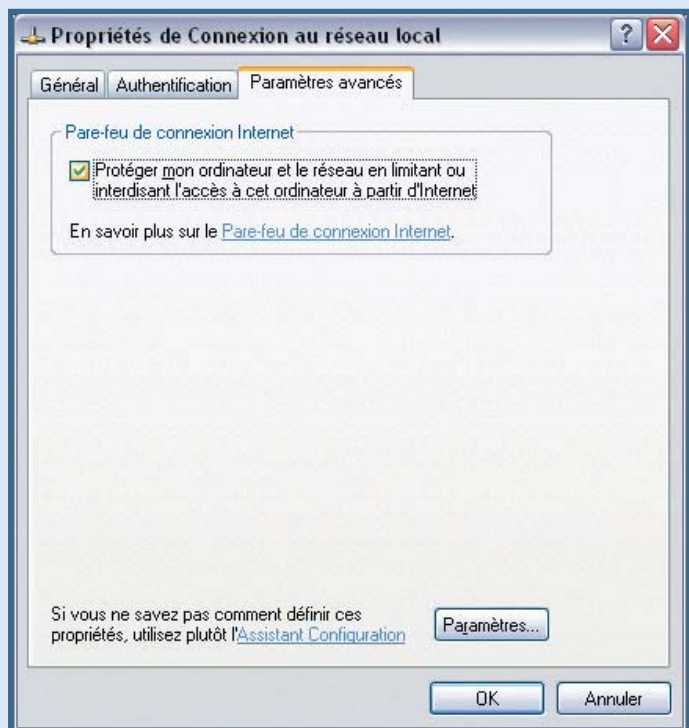 Propriétés de Connexion au réseau local
?
Général
Authentification
Paramètres avancés
Pare-feu de connexion Internet
Protéger mon ordinateur et le réseau en limitant ou
interdisant l'accès à cet ordinateur à partir d'Internet
En savoir plus sur le Pare-feu de connexion Internet.
Si vous ne savez pas comment définir ces
propriétés, utilisez plutôt l'Assistant Configuration
Paramètres...
OK
Annuler